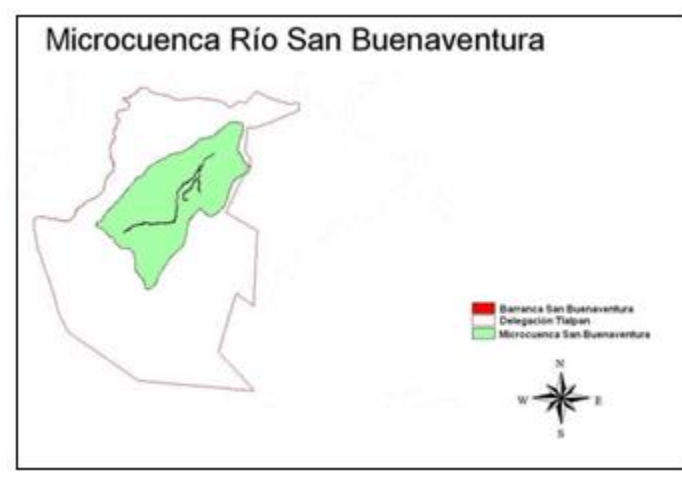 Microcuenca Río San Buenaventura
Barranca San Buenaventura
Delegación Tlalpan
Microcuenca San Buenaventura
N
W E
S